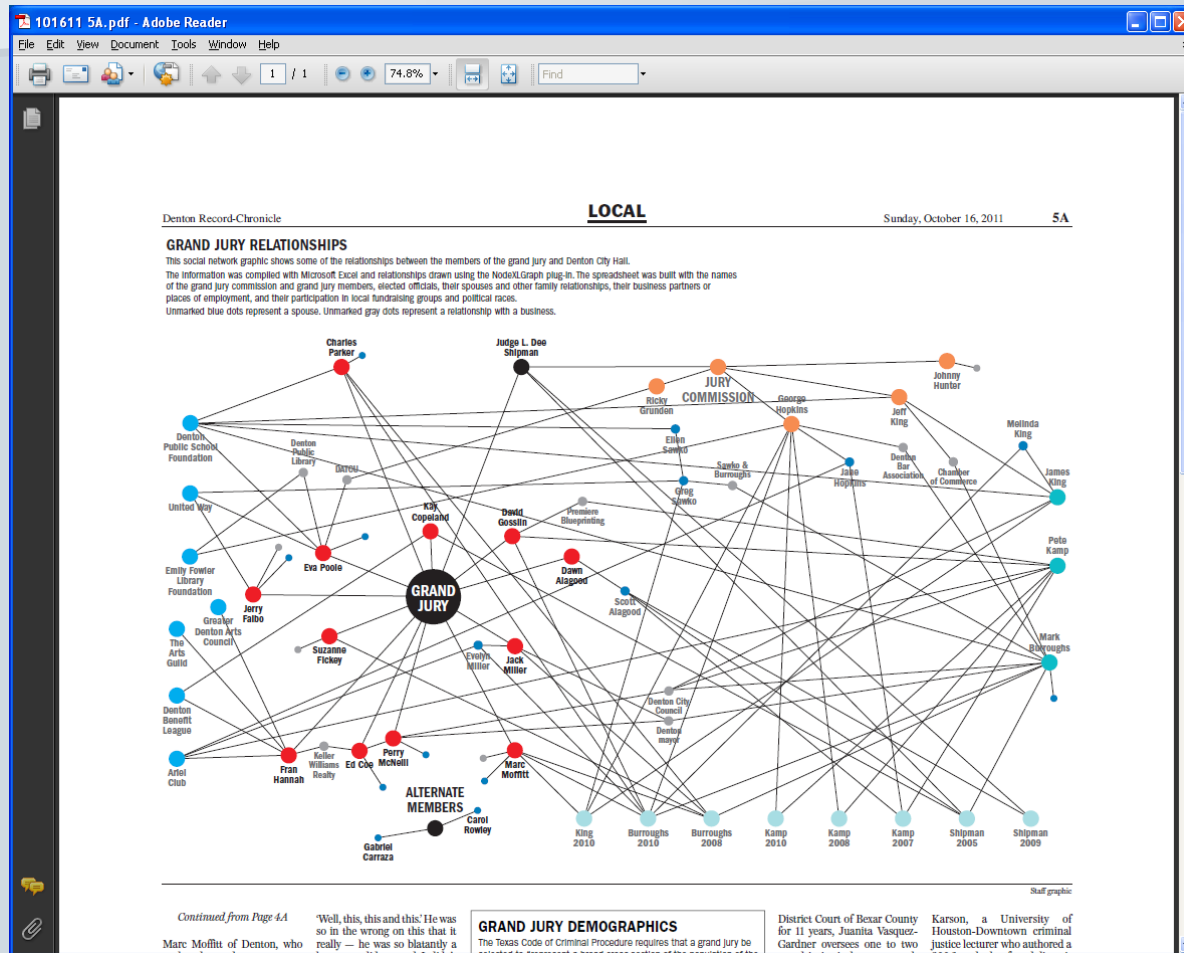 101611 5A.pdf - Adobe Reader
File Edit View Document Tools Window Help
1 / 1 74.8% Find
Denton Record-Chronicle
LOCAL
Sunday, October 16, 2011 5A
GRAND JURY RELATIONSHIPS
This social network graphic shows some of the relationships between the members of the grand jury and Denton City Hall.
The information was compiled with Microsoft Excel and relationships drawn using the NodeXLGraph plug-in. The spreadsheet was built with the names
of the grand jury commission and grand jury members, elected officials, their spouses and other family relationships, their business partners or
places of employment, and their participation in local fundraising groups and political races.
Unmarked blue dots represent a spouse. Unmarked gray dots represent a relationship with a business.
Charles
Parker
Judge L. Dee
Shipman
JURY
COMMISSION
Johnny
Hunter
Ricky
Grunden
George
Hopkins
Jeff
King
Melinda
King
Denton
Public School
Foundation
Denton
Public
Library
DATCU
Ellen
Sawko
Sawko &
Burroughs
Jane
Hopkins
Denton
Bar
Association
Chamber
of Commerce
James
King
United Way
Kay
Copeland
David
Gosslin
Premiere
Blueprinting
Greg
Sawko
Pete
Kamp
Emily Fowler
Library
Foundation
Eva Poole
Dawn
Alagood
GRAND
JURY
Jerry
Falbo
Scott
Alagood
Greater
Denton Arts
Council
The
Arts
Guild
Suzanne
Fickey
Evelyn
Miller
Jack
Miller
Mark
Burroughs
Denton
Benefit
League
Denton City
Council
Denton
mayor
Ariel
Club
Fran
Hannah
Keller
Williams
Realty
Ed Coe
Perry
McNeill
Marc
Moffitt
ALTERNATE
MEMBERS
Carol
Rowley
Gabriel
Carraza
King
2010
Burroughs
2010
Burroughs
2008
Kamp
2010
Kamp
2008
Kamp
2007
Shipman
2005
Shipman
2009
Staff graphic
Continued from Page 4A
Marc Moffitt of Denton, who
'Well, this, this and this.' He was
so in the wrong on this that it
really — he was so blatantly a
GRAND JURY DEMOGRAPHICS
The Texas Code of Criminal Procedure requires that a grand jury be
District Court of Bexar County
for 11 years, Juanita Vasquez-
Gardner oversees one to two
Karson, a University of
Houston-Downtown criminal
justice lecturer who authored a